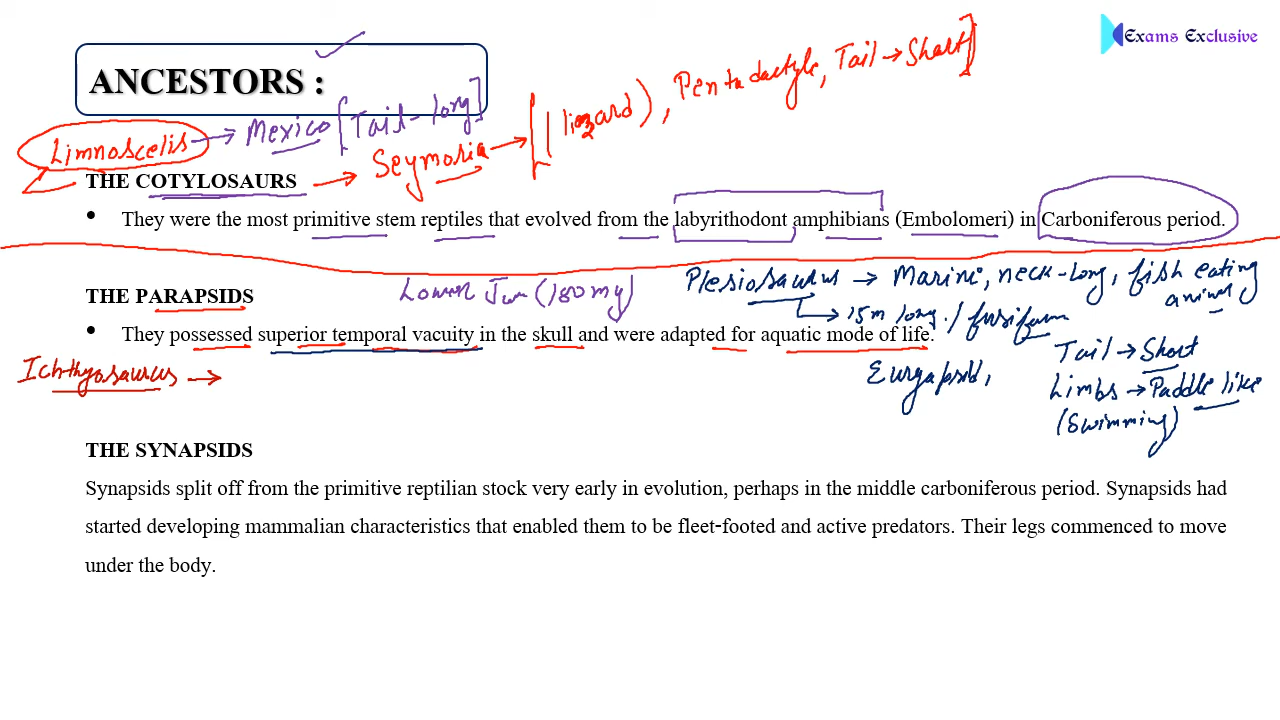 Exams Exclusive
ANCESTORS :
Limnoscelis → Mexico [Tail - long]
Seymoria → [lizard), Pentadactyle, Tail → Short]
THE COTYLOSAURS
• They were the most primitive stem reptiles that evolved from the labyrithodont amphibians (Embolomeri) in Carboniferous period.
THE PARAPSIDS
Lower Jurr (180my)
Plesiosaurus → Marine, neck-long, fish eating
→ 15m long / fusiform
• They possessed superior temporal vacuity in the skull and were adapted for aquatic mode of life.
Ichthyosaurus →
Tail → Short
Limbs → Paddle like
(Swimming)
THE SYNAPSIDS
Synapsids split off from the primitive reptilian stock very early in evolution, perhaps in the middle carboniferous period. Synapsids had
started developing mammalian characteristics that enabled them to be fleet-footed and active predators. Their legs commenced to move
under the body.